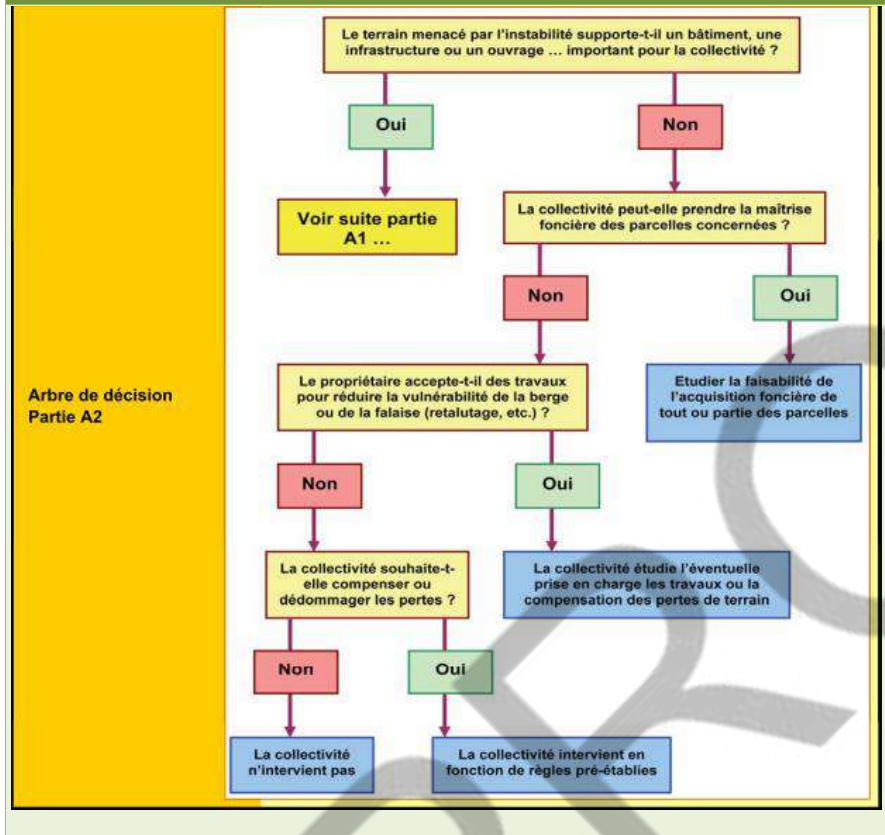 Le terrain menacé par l'instabilité supporte-t-il un bâtiment, une
infrastructure ou un ouvrage … important pour la collectivité ?
Oui
Non
Voir suite partie
A1 …
La collectivité peut-elle prendre la maîtrise
foncière des parcelles concernées ?
Non
Oui
Arbre de décision
Partie A2
Le propriétaire accepte-t-il des travaux
pour réduire la vulnérabilité de la berge
ou de la falaise (retalutage, etc.) ?
Etudier la faisabilité de
l'acquisition foncière de
tout ou partie des parcelles
Non
Oui
La collectivité souhaite-t-
elle compenser ou
dédommager les pertes ?
La collectivité étudie l'éventuelle
prise en charge les travaux ou la
compensation des pertes de terrain
Non
Oui
La collectivité
n'intervient pas
La collectivité intervient en
fonction de règles pré-établies